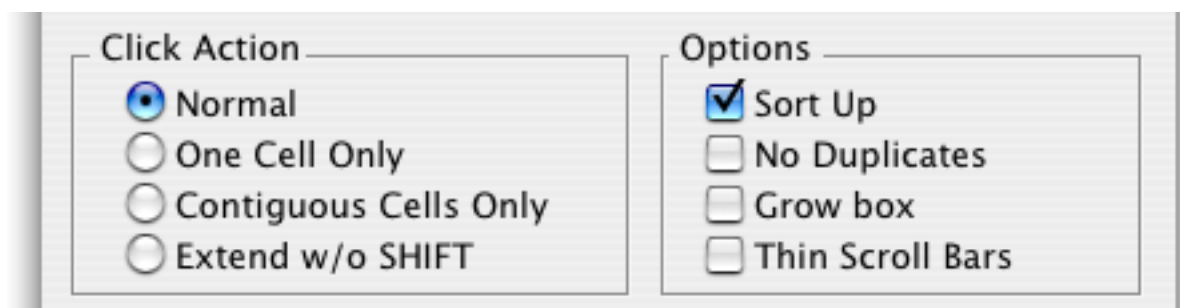 Click Action
Normal
One Cell Only
Contiguous Cells Only
Extend w/o SHIFT
Options
Sort Up
No Duplicates
Grow box
Thin Scroll Bars